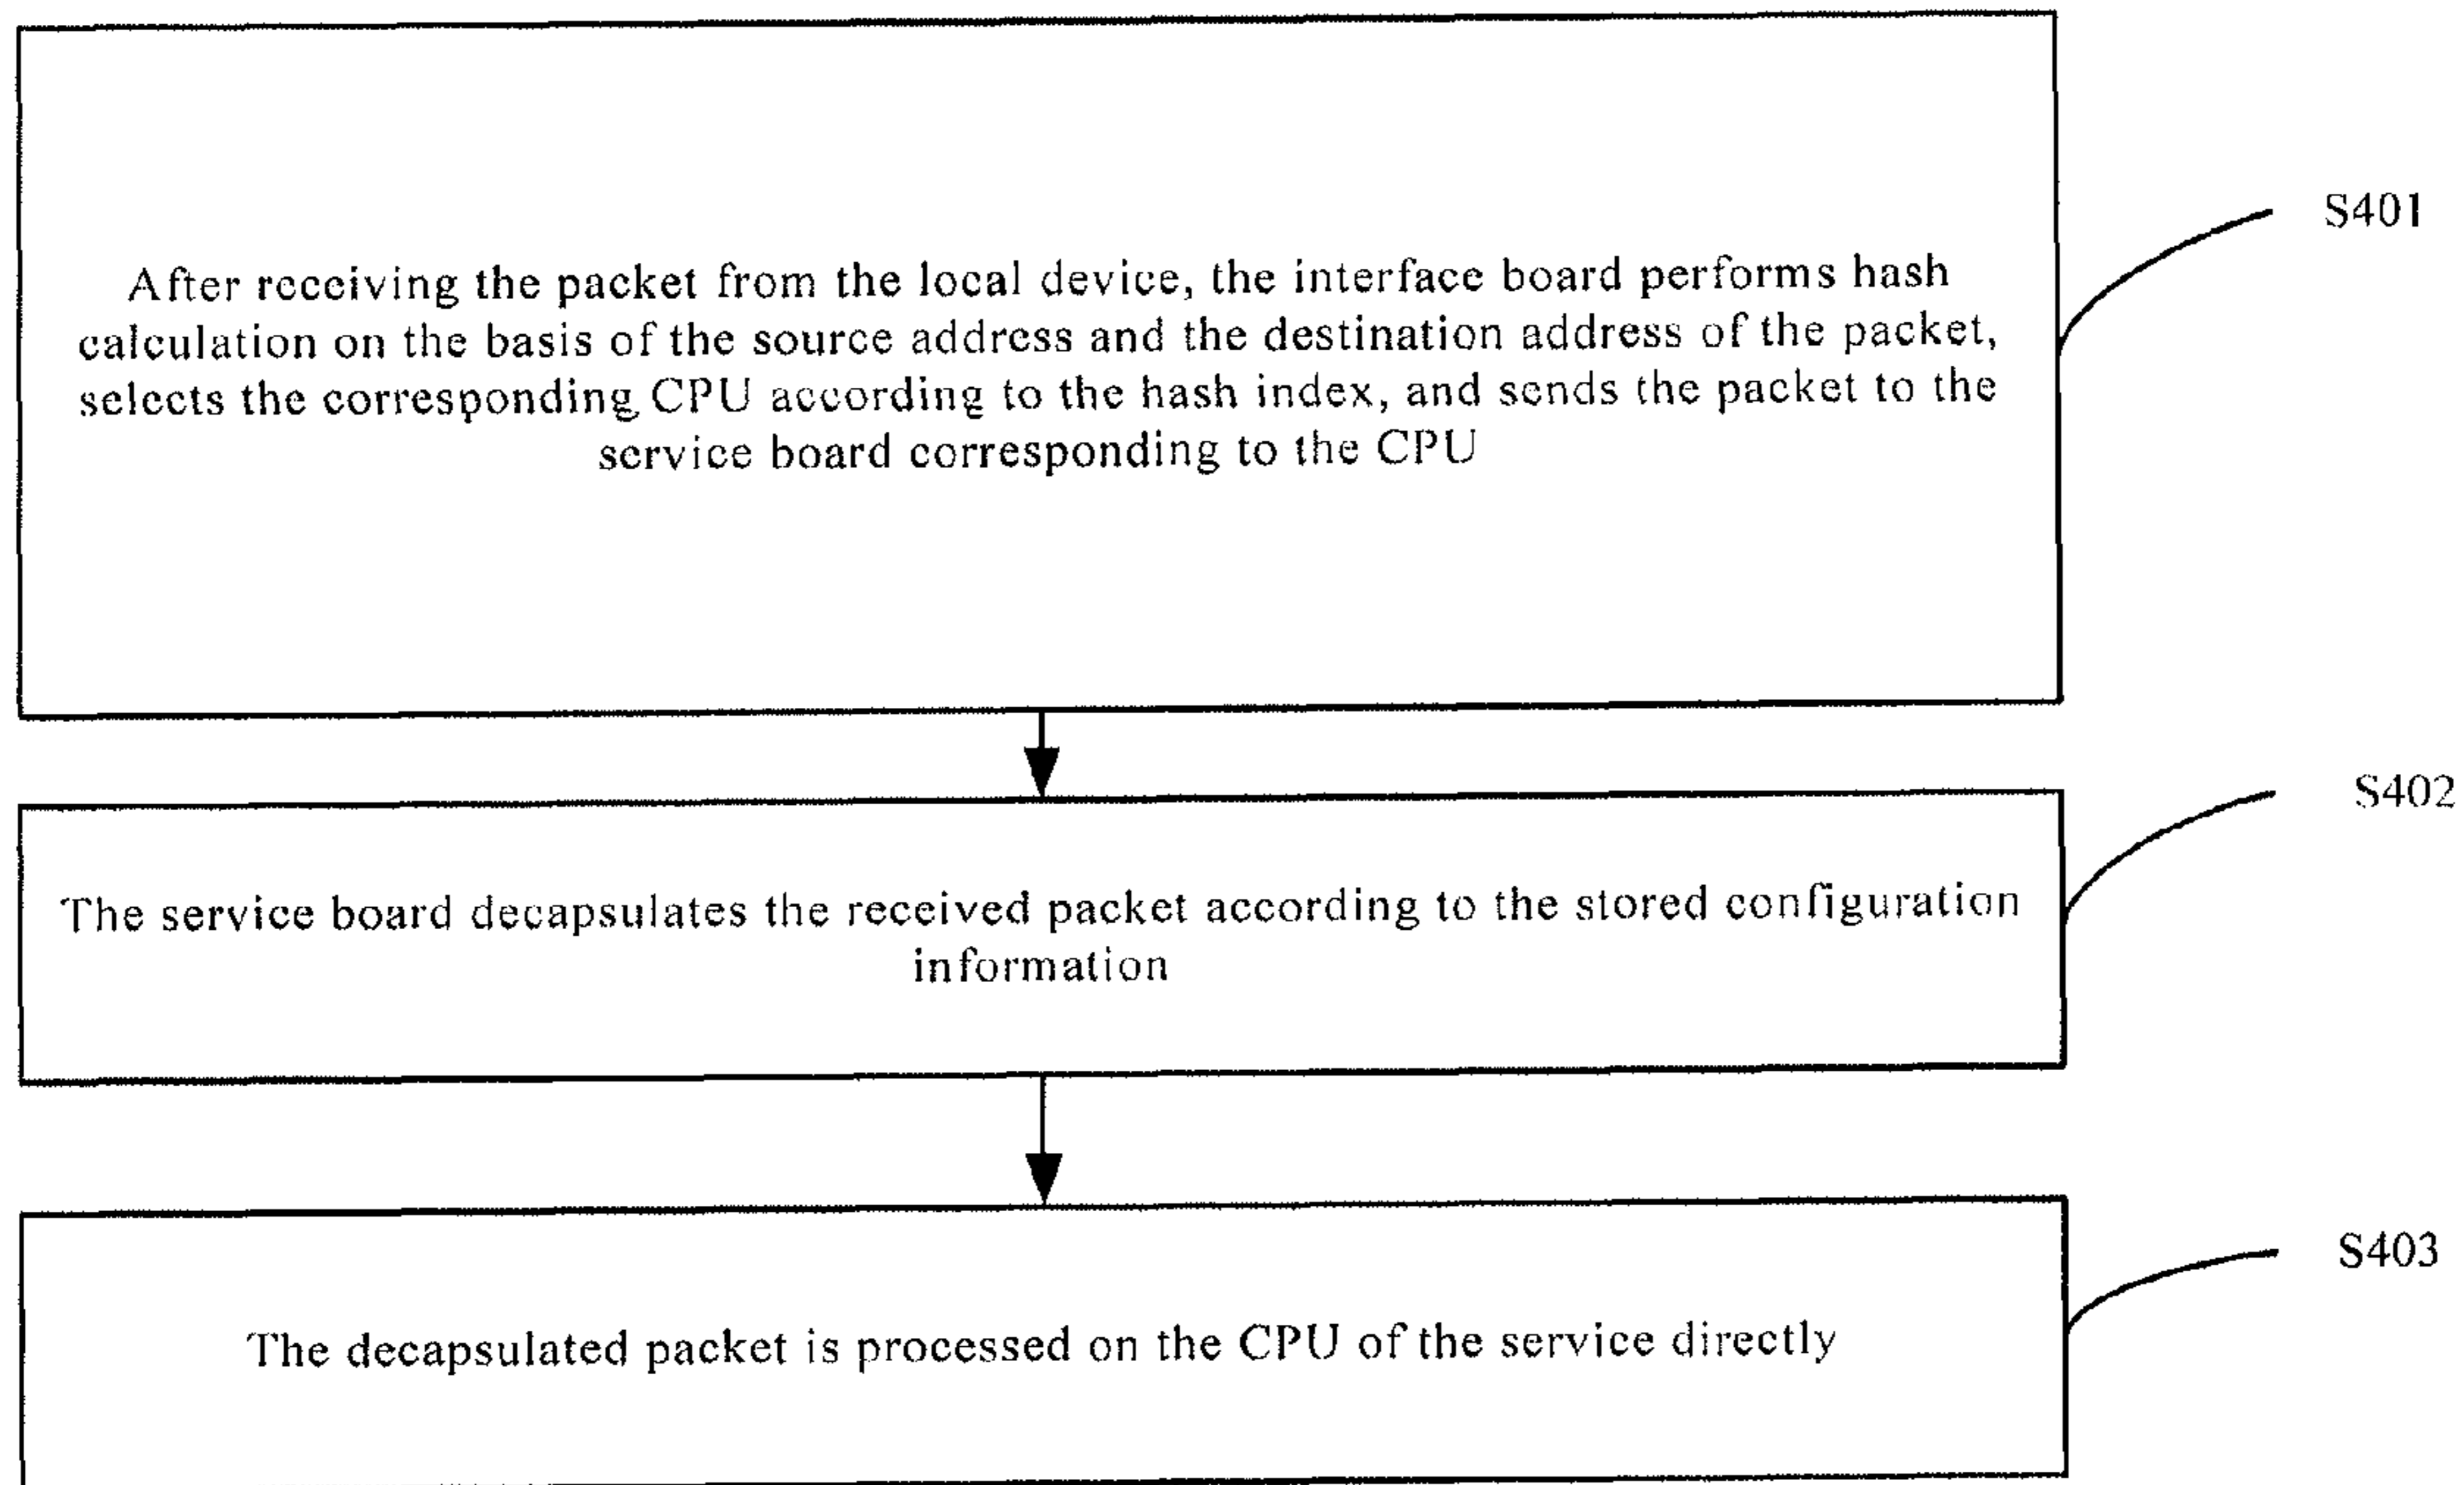 After receiving the packet from the local device, the interface board performs hash
calculation on the basis of the source address and the destination address of the packet,
selects the corresponding CPU according to the hash index, and sends the packet to the
service board corresponding to the CPU
S401
The service board decapsulates the received packet according to the stored configuration
information
S402
The decapsulated packet is processed on the CPU of the service directly
S403